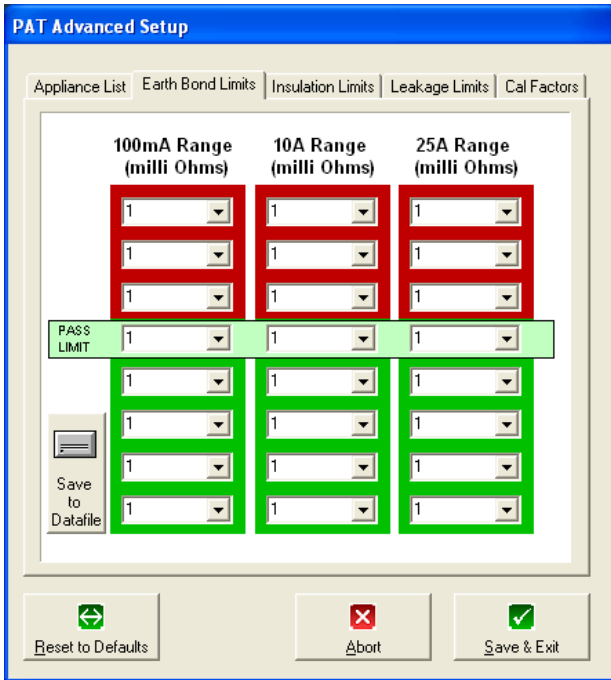 PAT Advanced Setup
Appliance List Earth Bond Limits Insulation Limits Leakage Limits Cal Factors
100mA Range 10A Range 25A Range
(milli Ohms) (milli Ohms) (milli Ohms)
1 1 1
1 1 1
1 1 1
PASS
LIMIT
1 1 1
1 1 1
1 1 1
1 1 1
1 1 1
Save
to
Datafile
Reset to Defaults Abort Save & Exit